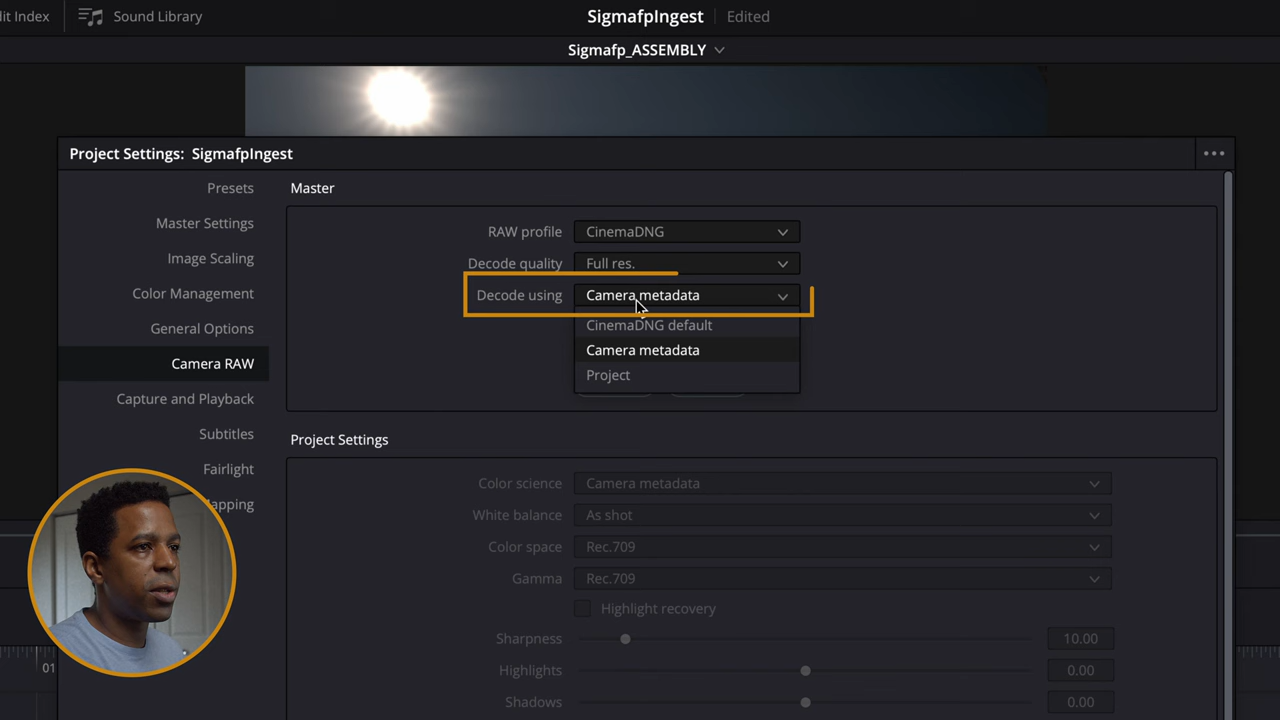 dit Index
Sound Library
SigmafpIngest
Edited
Sigmafp_ASSEMBLY
Project Settings: SigmafpIngest
Presets
Master Settings
Image Scaling
Color Management
General Options
Camera RAW
Capture and Playback
Subtitles
Fairlight
apping
Master
RAW profile CinemaDNG
Decode quality Full res.
Decode using Camera metadata
CinemaDNG default
Camera metadata
Project
Project Settings
Color science Camera metadata
White balance As shot
Color space Rec.709
Gamma Rec.709
Highlight recovery
Sharpness 10.00
Highlights 0.00
Shadows 0.00
01